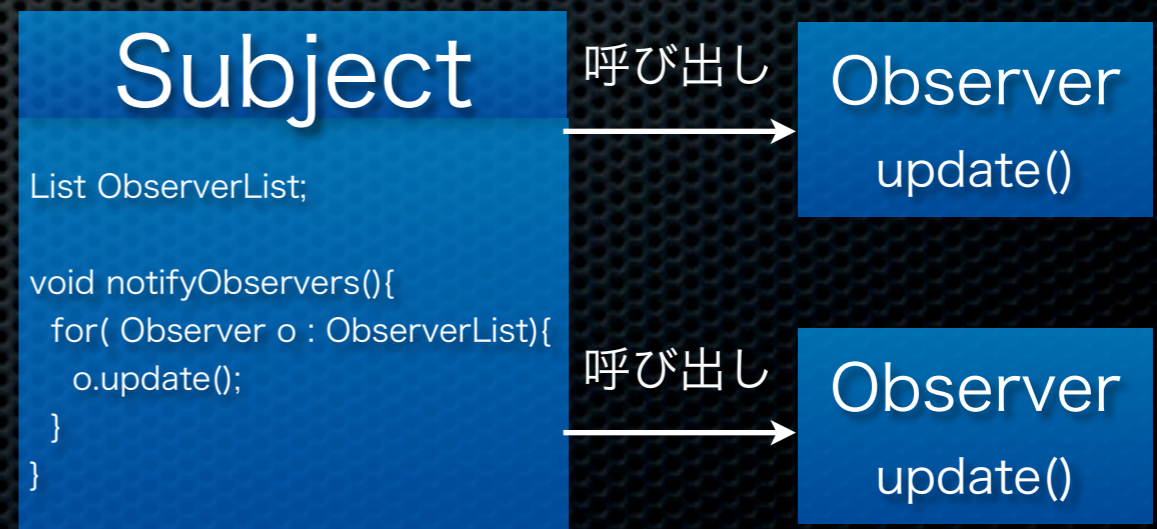 Subject
List ObserverList;
void notifyObservers(){
for( Observer o : ObserverList){
o.update();
}
}
呼び出し
Observer
update()
呼び出し
Observer
update()